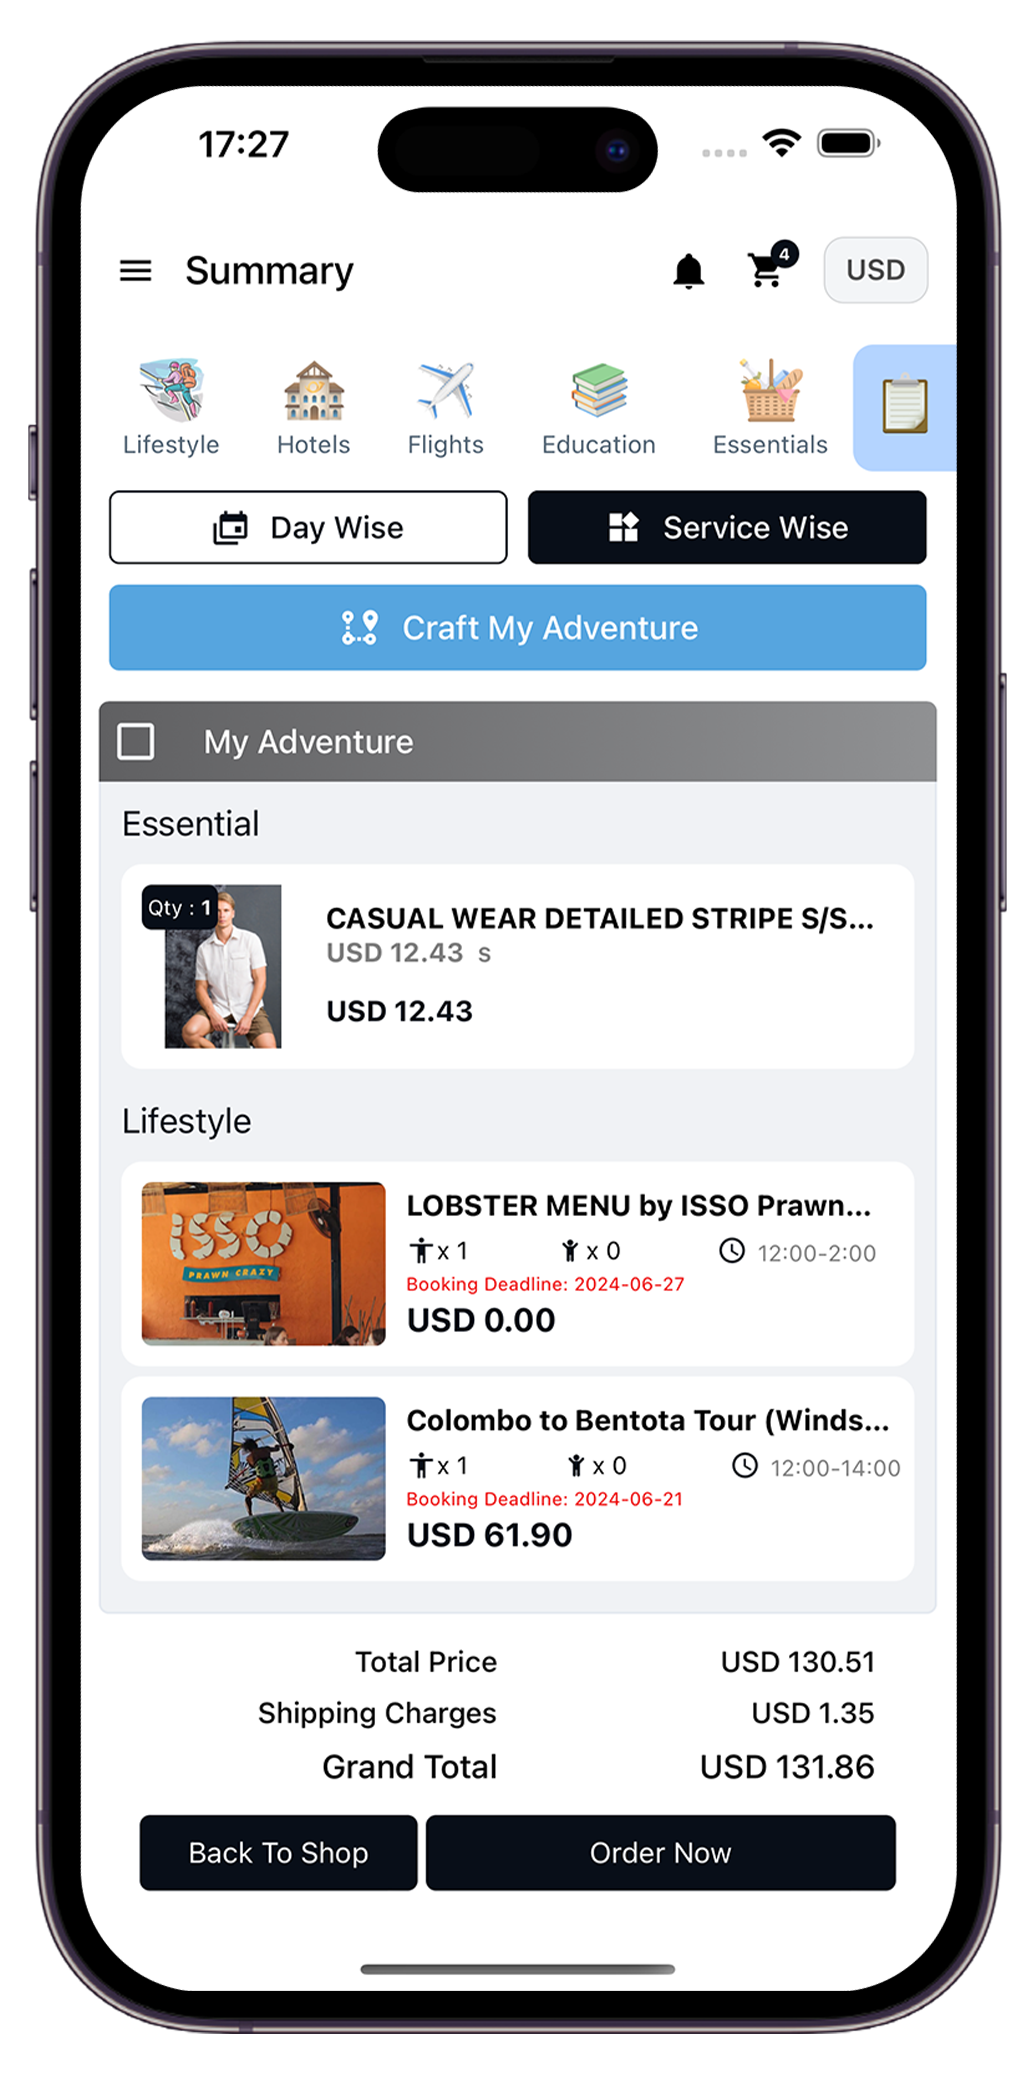 17:27
Summary
4
USD
Lifestyle
Hotels
Flights
Education
Essentials
Day Wise
Service Wise
Craft My Adventure
My Adventure
Essential
Qty : 1
CASUAL WEAR DETAILED STRIPE S/S...
USD 12.43 s
USD 12.43
Lifestyle
ISSO
PRAWN CRAZY
LOBSTER MENU by ISSO Prawn...
x 1
x 0
12:00-2:00
Booking Deadline: 2024-06-27
USD 0.00
Colombo to Bentota Tour (Winds...
x 1
x 0
12:00-14:00
Booking Deadline: 2024-06-21
USD 61.90
Total Price USD 130.51
Shipping Charges USD 1.35
Grand Total USD 131.86
Back To Shop
Order Now